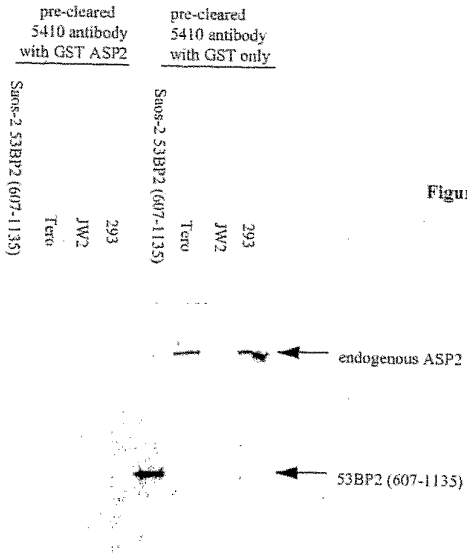 pre-cleared
5410 antibody
with GST ASP2
pre-cleared
5410 antibody
with GST only
Saos-2 53BP2 (607-1135)
Tero
JW2
293
Saos-2 53BP2 (607-1135)
Tero
JW2
293
Figu
endogenous ASP2
53BP2 (607-1135)